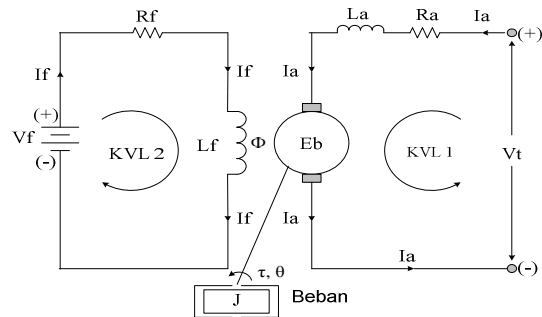 Rf
La
Ra
Ia
(+)
If
If
Ia
(+)
Vf
(-)
KVL 2
Lf
Φ
Eb
KVL 1
Vt
If
Ia
Ia
(-)
τ, θ
J
Beban